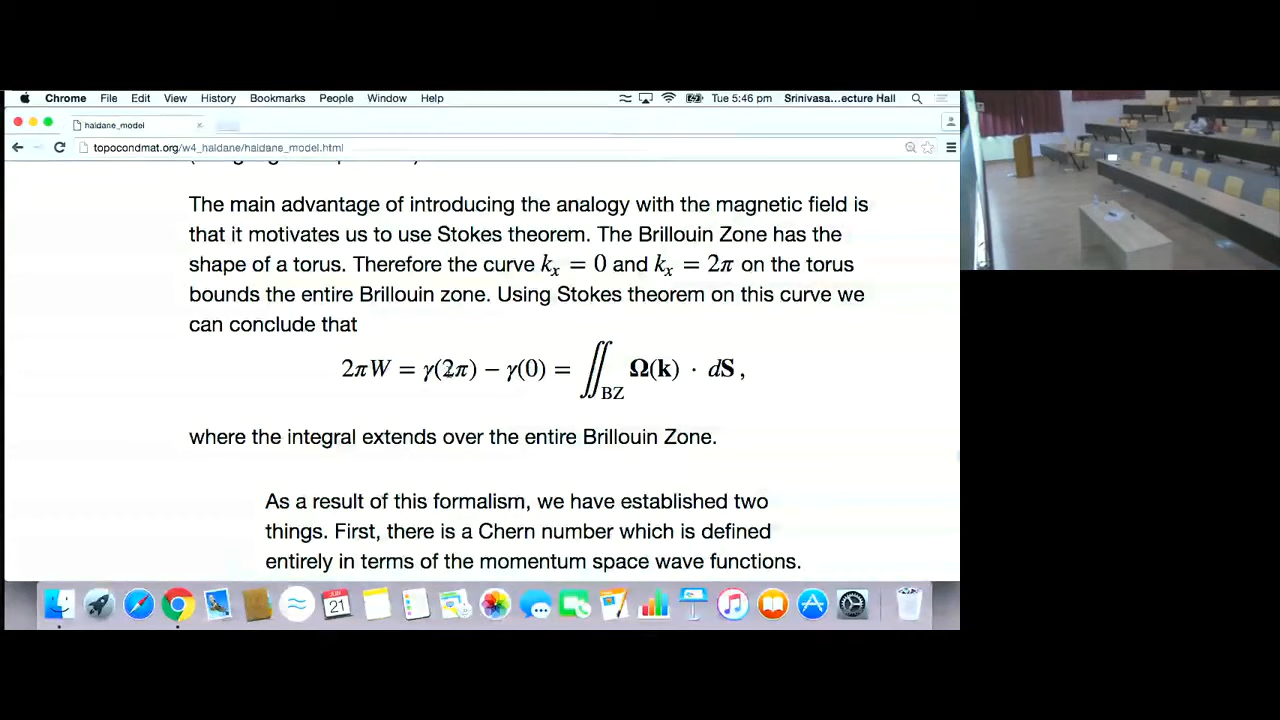 Chrome File Edit View History Bookmarks People Window Help Tue 5:46 pm Srinivasa...ecture Hall
haldane_model
topocondmat.org/w4_haldane/haldane_model.html
The main advantage of introducing the analogy with the magnetic field is
that it motivates us to use Stokes theorem. The Brillouin Zone has the
shape of a torus. Therefore the curve kₓ = 0 and kₓ = 2π on the torus
bounds the entire Brillouin zone. Using Stokes theorem on this curve we
can conclude that
2πW = γ(2π) − γ(0) = ∬_BZ Ω(k) · dS ,
where the integral extends over the entire Brillouin Zone.
As a result of this formalism, we have established two
things. First, there is a Chern number which is defined
entirely in terms of the momentum space wave functions.
JUN
21